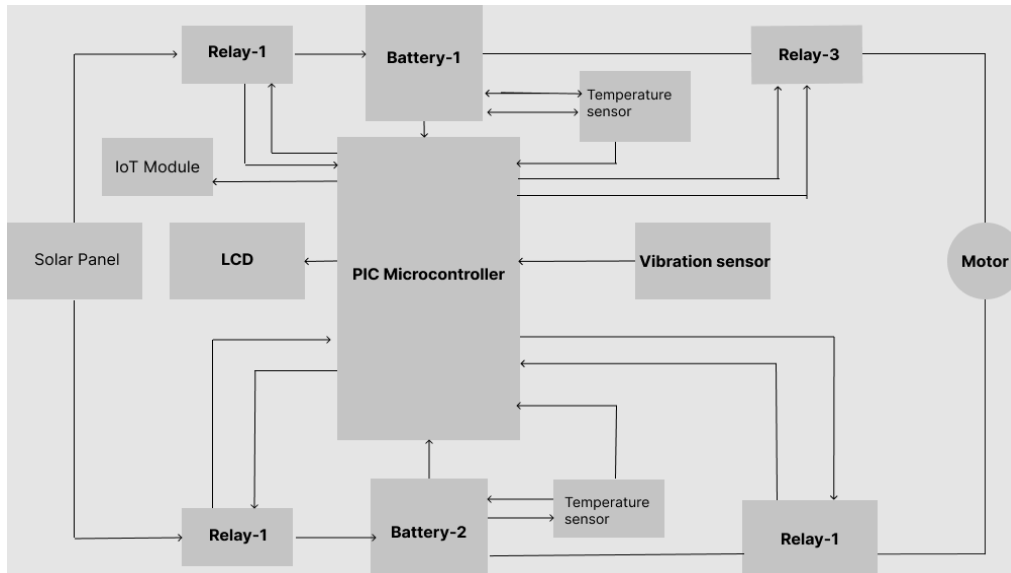 Relay-1
Battery-1
Relay-3
Temperature
sensor
IoT Module
Solar Panel
LCD
PIC Microcontroller
Vibration sensor
Motor
Relay-1
Battery-2
Temperature
sensor
Relay-1